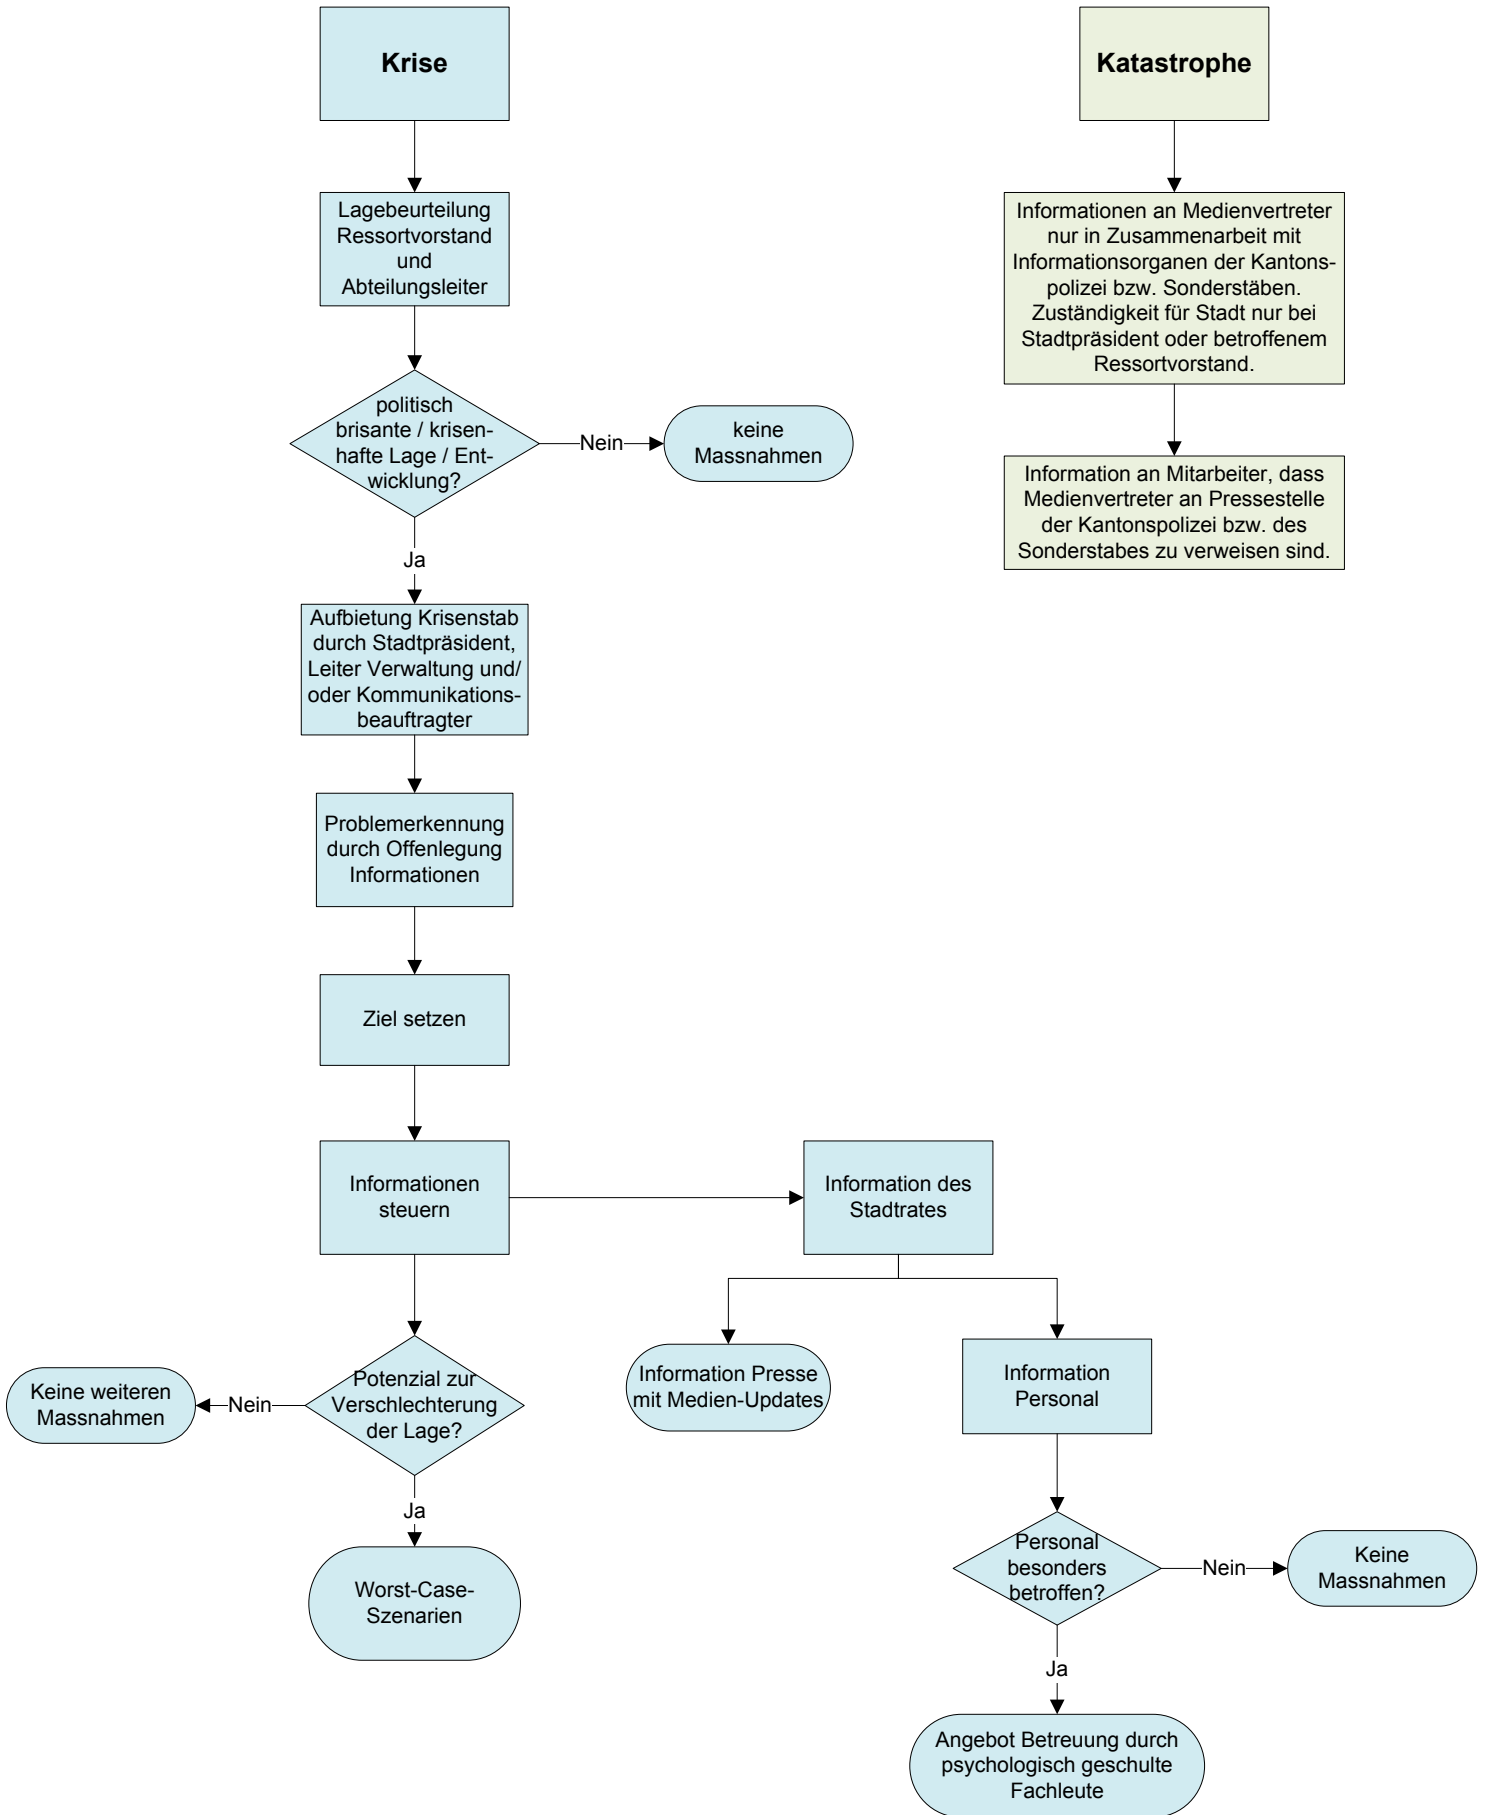 Krise
Lagebeurteilung
Ressortvorstand
und
Abteilungsleiter
politisch
brisante / krisen-
hafte Lage / Ent-
wicklung?
Nein
keine
Massnahmen
Ja
Aufbietung Krisenstab
durch Stadtpräsident,
Leiter Verwaltung und/
oder Kommunikations-
beauftragter
Problemerkennung
durch Offenlegung
Informationen
Ziel setzen
Informationen
steuern
Potenzial zur
Verschlechterung
der Lage?
Nein
Keine weiteren
Massnahmen
Ja
Worst-Case-
Szenarien
Information des
Stadtrates
Information Presse
mit Medien-Updates
Information
Personal
Personal
besonders
betroffen?
Nein
Keine
Massnahmen
Ja
Angebot Betreuung durch
psychologisch geschulte
Fachleute
Katastrophe
Informationen an Medienvertreter
nur in Zusammenarbeit mit
Informationsorganen der Kantons-
polizei bzw. Sonderstäben.
Zuständigkeit für Stadt nur bei
Stadtpräsident oder betroffenem
Ressortvorstand.
Information an Mitarbeiter, dass
Medienvertreter an Pressestelle
der Kantonspolizei bzw. des
Sonderstabes zu verweisen sind.